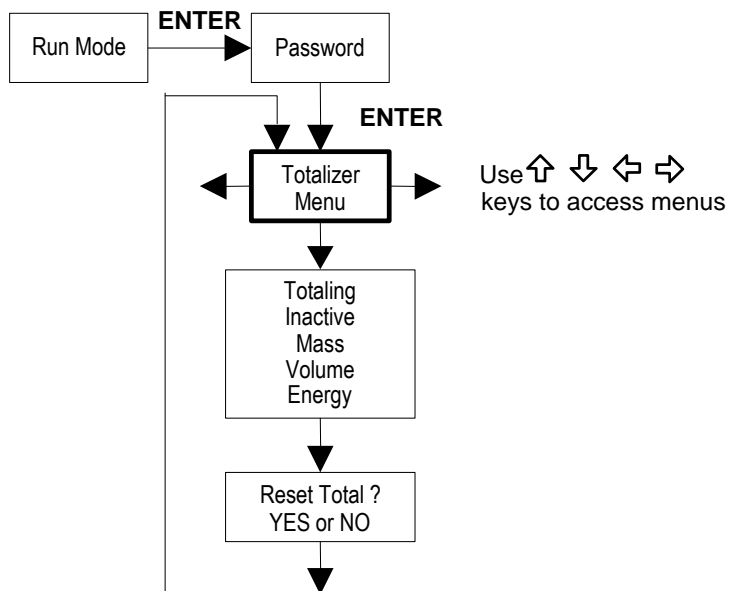 ENTER
Run Mode
Password
ENTER
Totalizer
Menu
Use ⇧ ⇩ ⇦ ⇨
keys to access menus
Totaling
Inactive
Mass
Volume
Energy
Reset Total ?
YES or NO